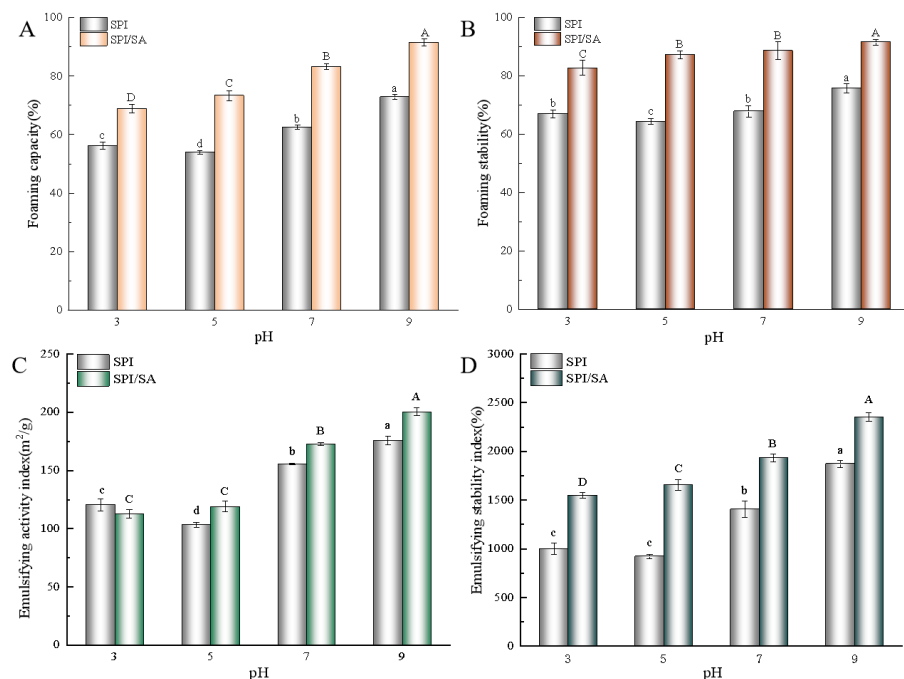 A
SPI
SPI/SA
100
80
60
40
20
0
Foaming capacity(%)
c
D
d
C
b
B
a
A
3
5
7
9
pH
B
SPI
SPI/SA
100
80
60
40
20
0
Foaming stability(%)
b
C
c
B
b
B
a
A
3
5
7
9
pH
C
SPI
SPI/SA
250
200
150
100
50
0
Emulsifying activity index(m²/g)
c
C
d
C
b
B
a
A
3
5
7
9
pH
D
SPI
SPI/SA
3000
2500
2000
1500
1000
500
0
Emulsifying stability index(%)
c
D
c
C
b
B
a
A
3
5
7
9
pH